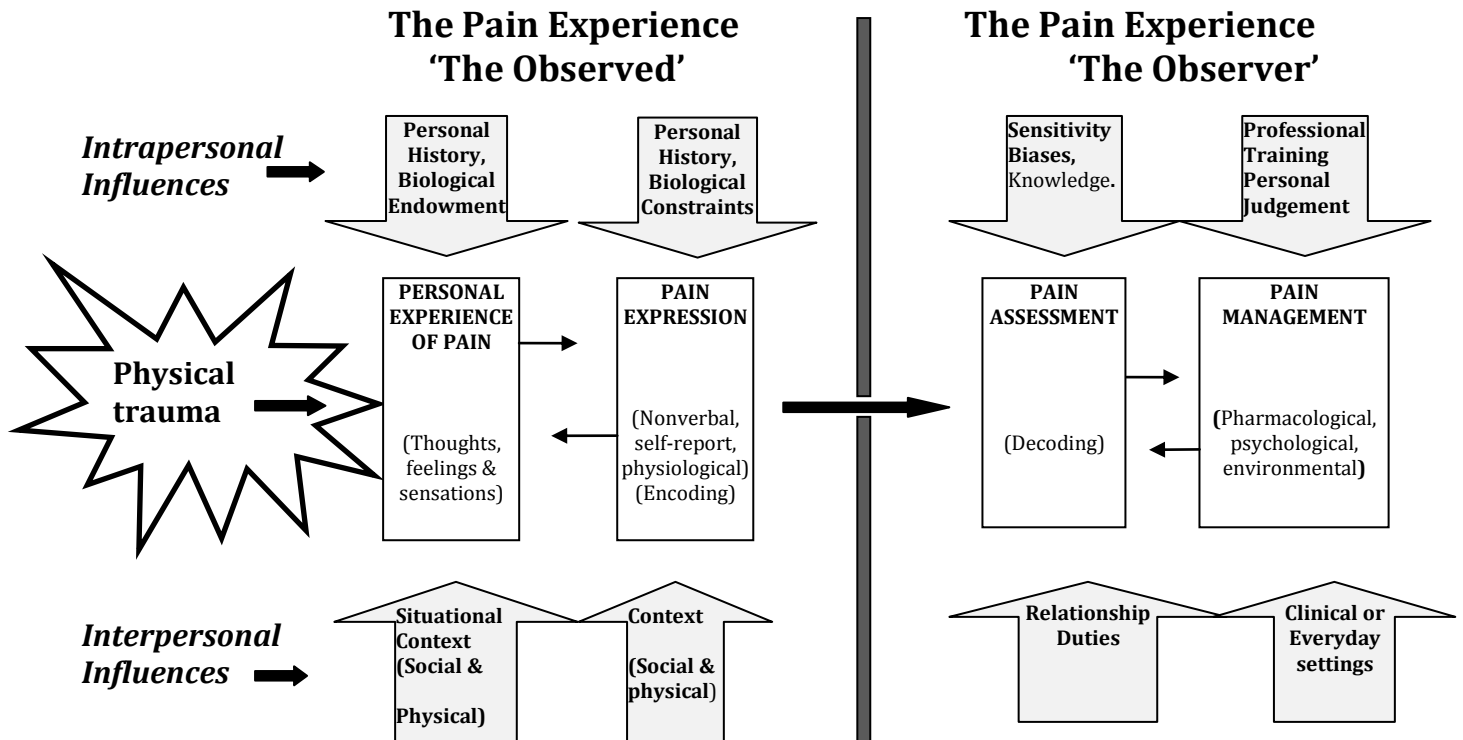 The Pain Experience
‘The Observed’
The Pain Experience
‘The Observer’
Intrapersonal
Influences
Personal
History,
Biological
Endowment
Personal
History,
Biological
Constraints
Sensitivity
Biases,
Knowledge.
Professional
Training
Personal
Judgement
Physical
trauma
PERSONAL
EXPERIENCE
OF PAIN
(Thoughts,
feelings &
sensations)
PAIN
EXPRESSION
(Nonverbal,
self-report,
physiological)
(Encoding)
PAIN
ASSESSMENT
(Decoding)
PAIN
MANAGEMENT
(Pharmacological,
psychological,
environmental)
Interpersonal
Influences
Situational
Context
(Social &
Physical)
Context
(Social &
physical)
Relationship
Duties
Clinical or
Everyday
settings